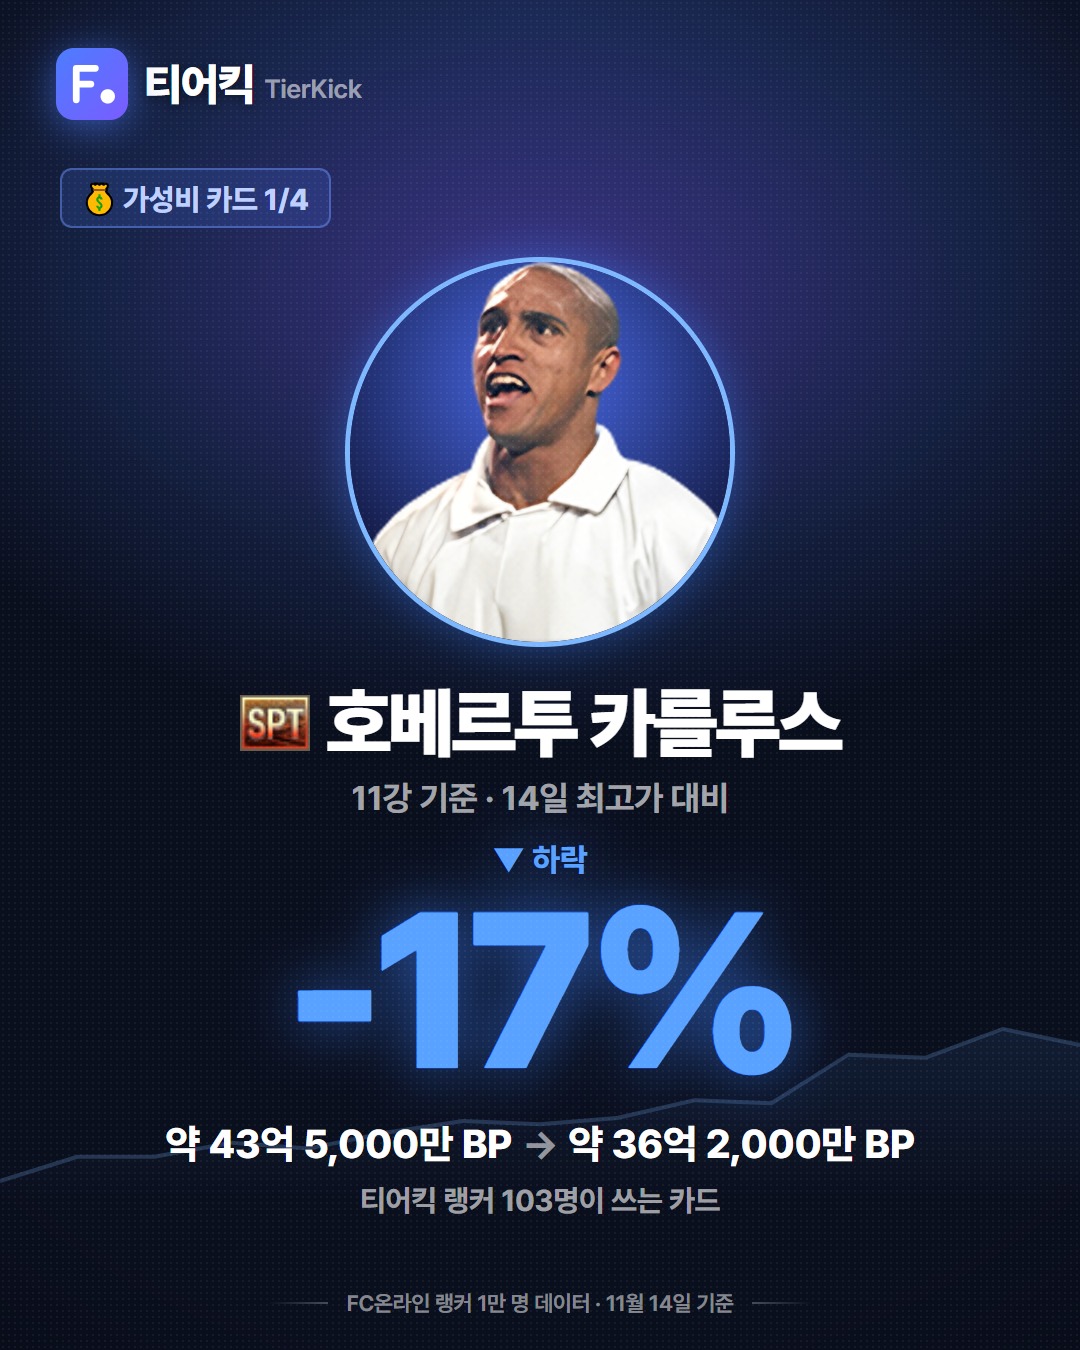 F.
티어킥 TierKick
가성비 카드 1/4
SPT 호베르투 카를루스
11강 기준 · 14일 최고가 대비
▼ 하락
-17%
약 43억 5,000만 BP → 약 36억 2,000만 BP
티어킥 랭커 103명이 쓰는 카드
FC온라인 랭커 1만 명 데이터 · 11월 14일 기준